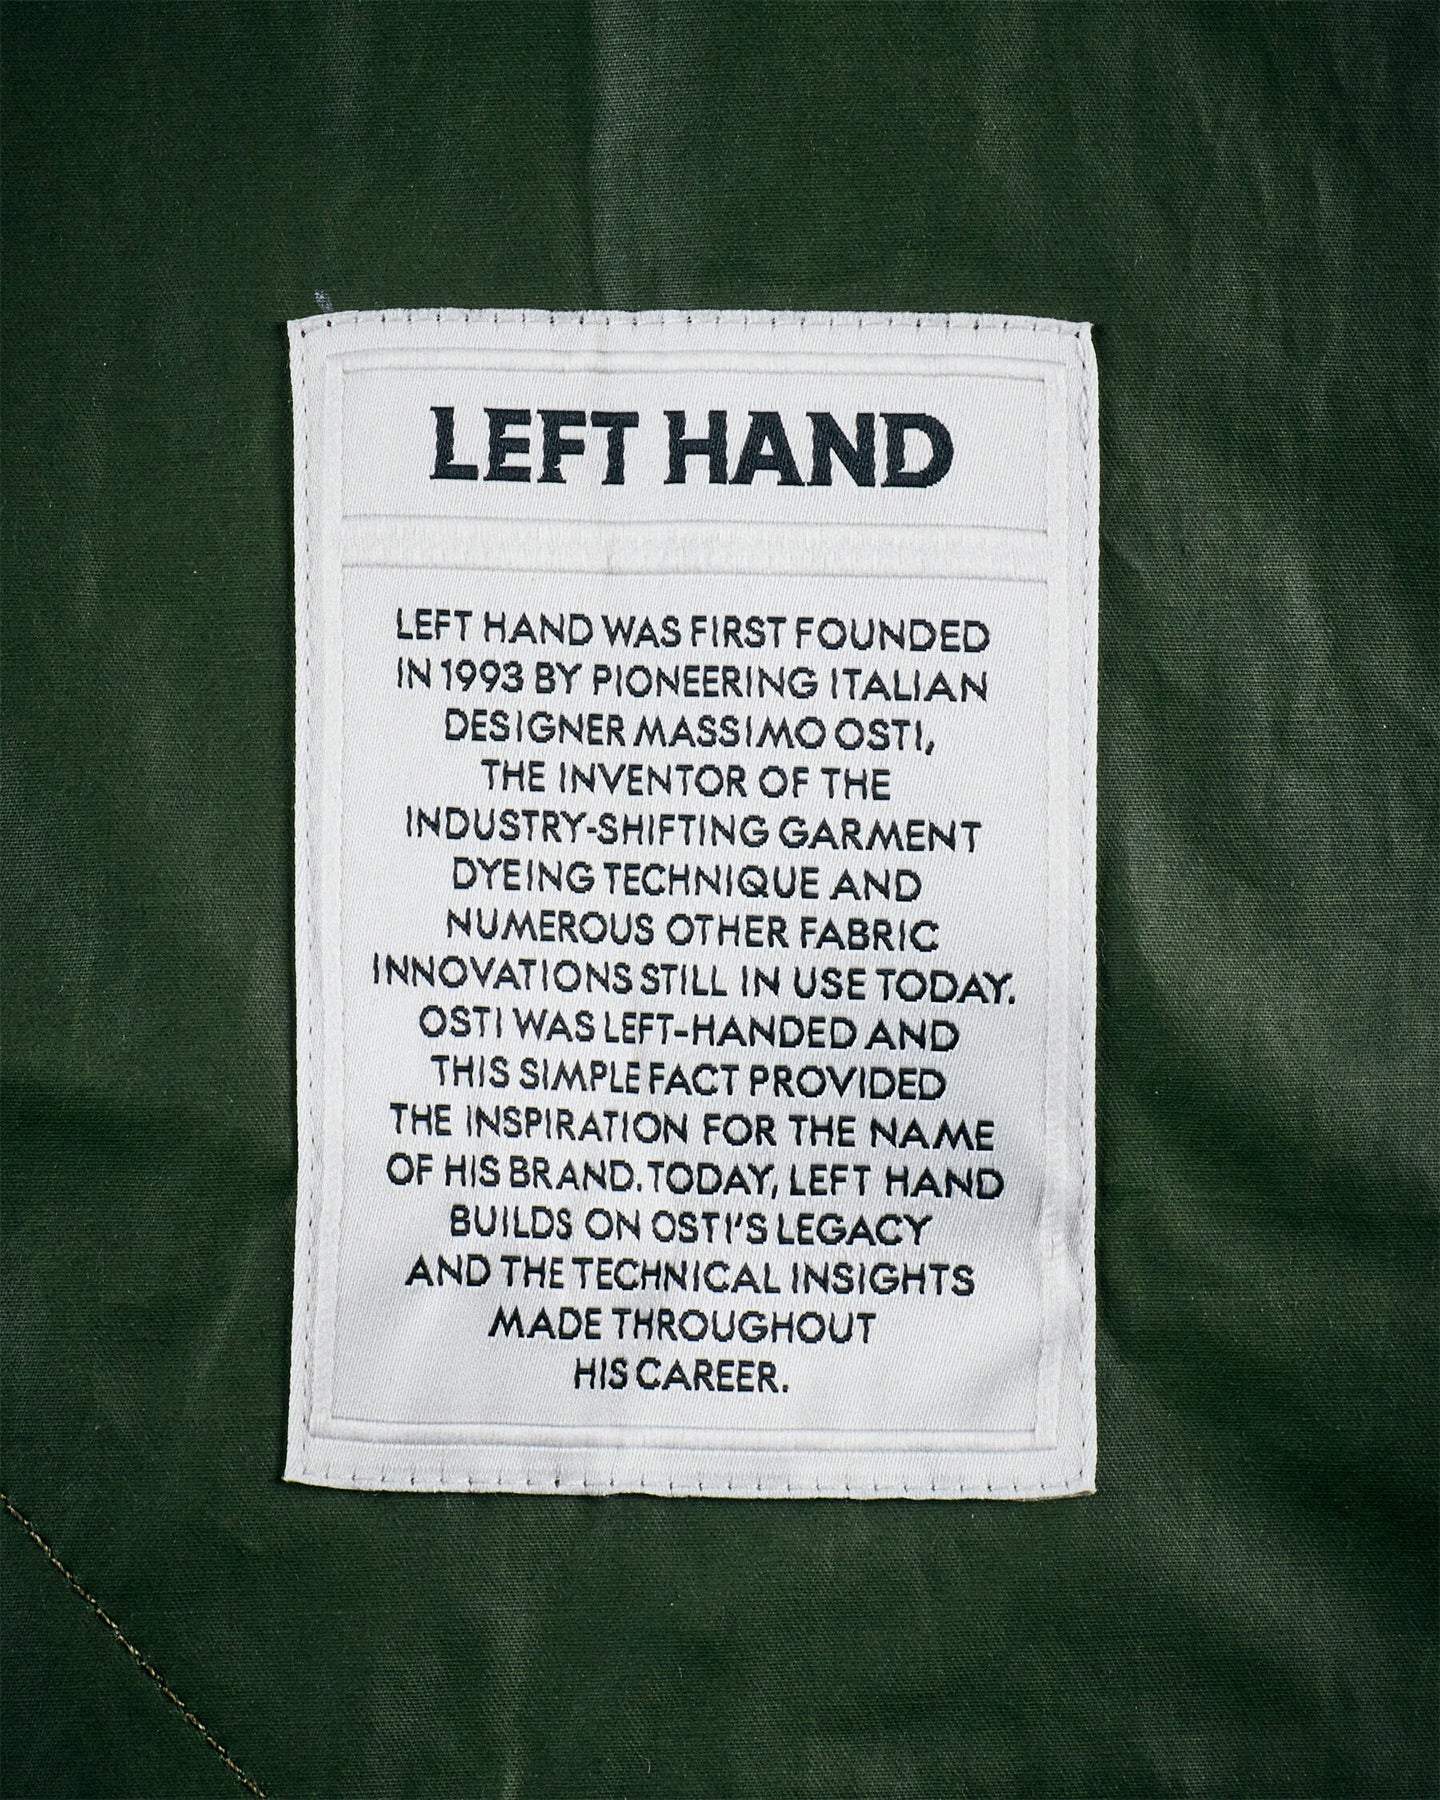 LEFT HAND
LEFT HAND WAS FIRST FOUNDED
IN 1993 BY PIONEERING ITALIAN
DESIGNER MASSIMO OSTI,
THE INVENTOR OF THE
INDUSTRY-SHIFTING GARMENT
DYEING TECHNIQUE AND
NUMEROUS OTHER FABRIC
INNOVATIONS STILL IN USE TODAY.
OSTI WAS LEFT-HANDED AND
THIS SIMPLE FACT PROVIDED
THE INSPIRATION FOR THE NAME
OF HIS BRAND. TODAY, LEFT HAND
BUILDS ON OSTI'S LEGACY
AND THE TECHNICAL INSIGHTS
MADE THROUGHOUT
HIS CAREER.